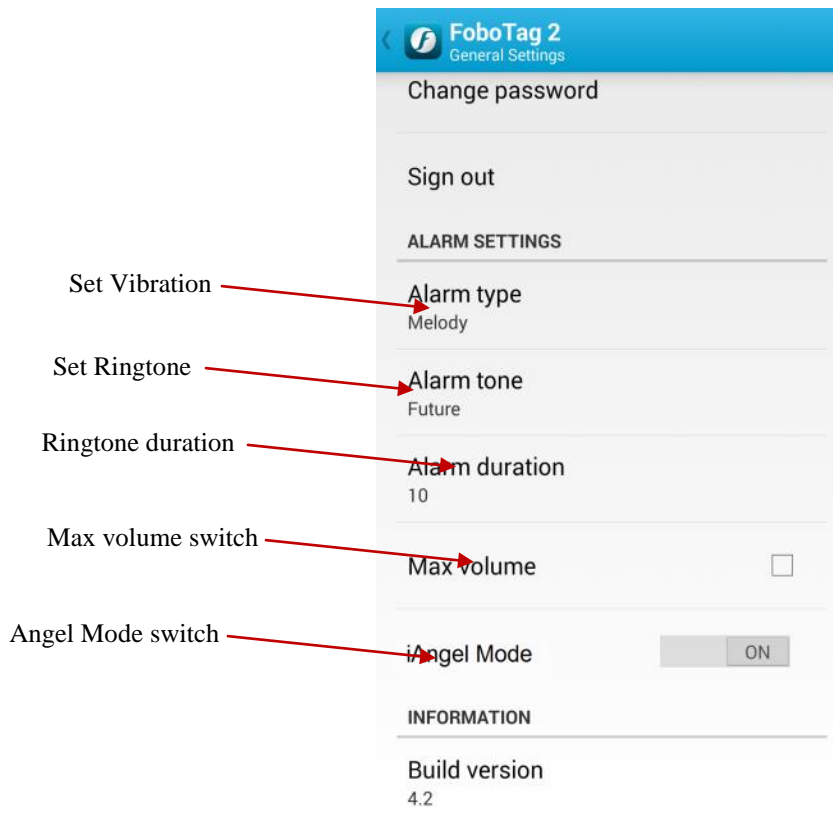 FoboTag 2
General Settings
Change password
Sign out
ALARM SETTINGS
Set Vibration
Alarm type
Melody
Set Ringtone
Alarm tone
Future
Ringtone duration
Alarm duration
10
Max volume switch
Max volume
Angel Mode switch
iAngel Mode
ON
INFORMATION
Build version
4.2